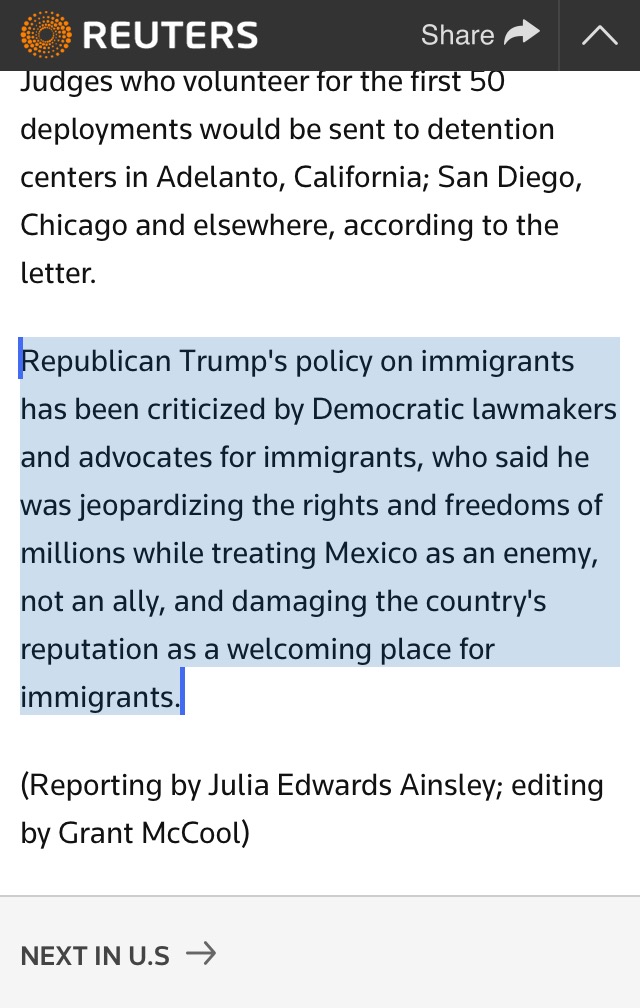 REUTERS
Share
Judges who volunteer for the first 50
deployments would be sent to detention
centers in Adelanto, California; San Diego,
Chicago and elsewhere, according to the
letter.
Republican Trump's policy on immigrants
has been criticized by Democratic lawmakers
and advocates for immigrants, who said he
was jeopardizing the rights and freedoms of
millions while treating Mexico as an enemy,
not an ally, and damaging the country's
reputation as a welcoming place for
immigrants.
(Reporting by Julia Edwards Ainsley; editing
by Grant McCool)
NEXT IN U.S